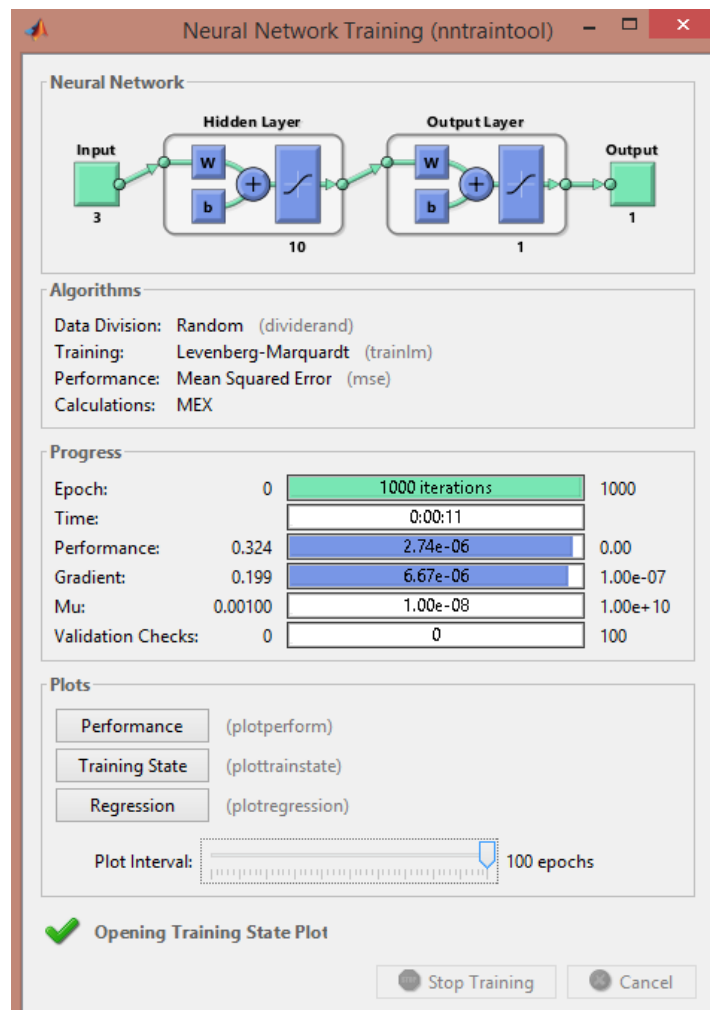 Neural Network Training (nntraintool)
Neural Network
Hidden Layer Output Layer
Input Output
W W
b b
3 1
10 1
Algorithms
Data Division: Random (dividerand)
Training: Levenberg-Marquardt (trainlm)
Performance: Mean Squared Error (mse)
Calculations: MEX
Progress
Epoch: 0 1000 iterations 1000
Time: 0:00:11
Performance: 0.324 2.74e-06 0.00
Gradient: 0.199 6.67e-06 1.00e-07
Mu: 0.00100 1.00e-08 1.00e+10
Validation Checks: 0 0 100
Plots
Performance (plotperform)
Training State (plottrainstate)
Regression (plotregression)
Plot Interval: 100 epochs
Opening Training State Plot
Stop Training Cancel